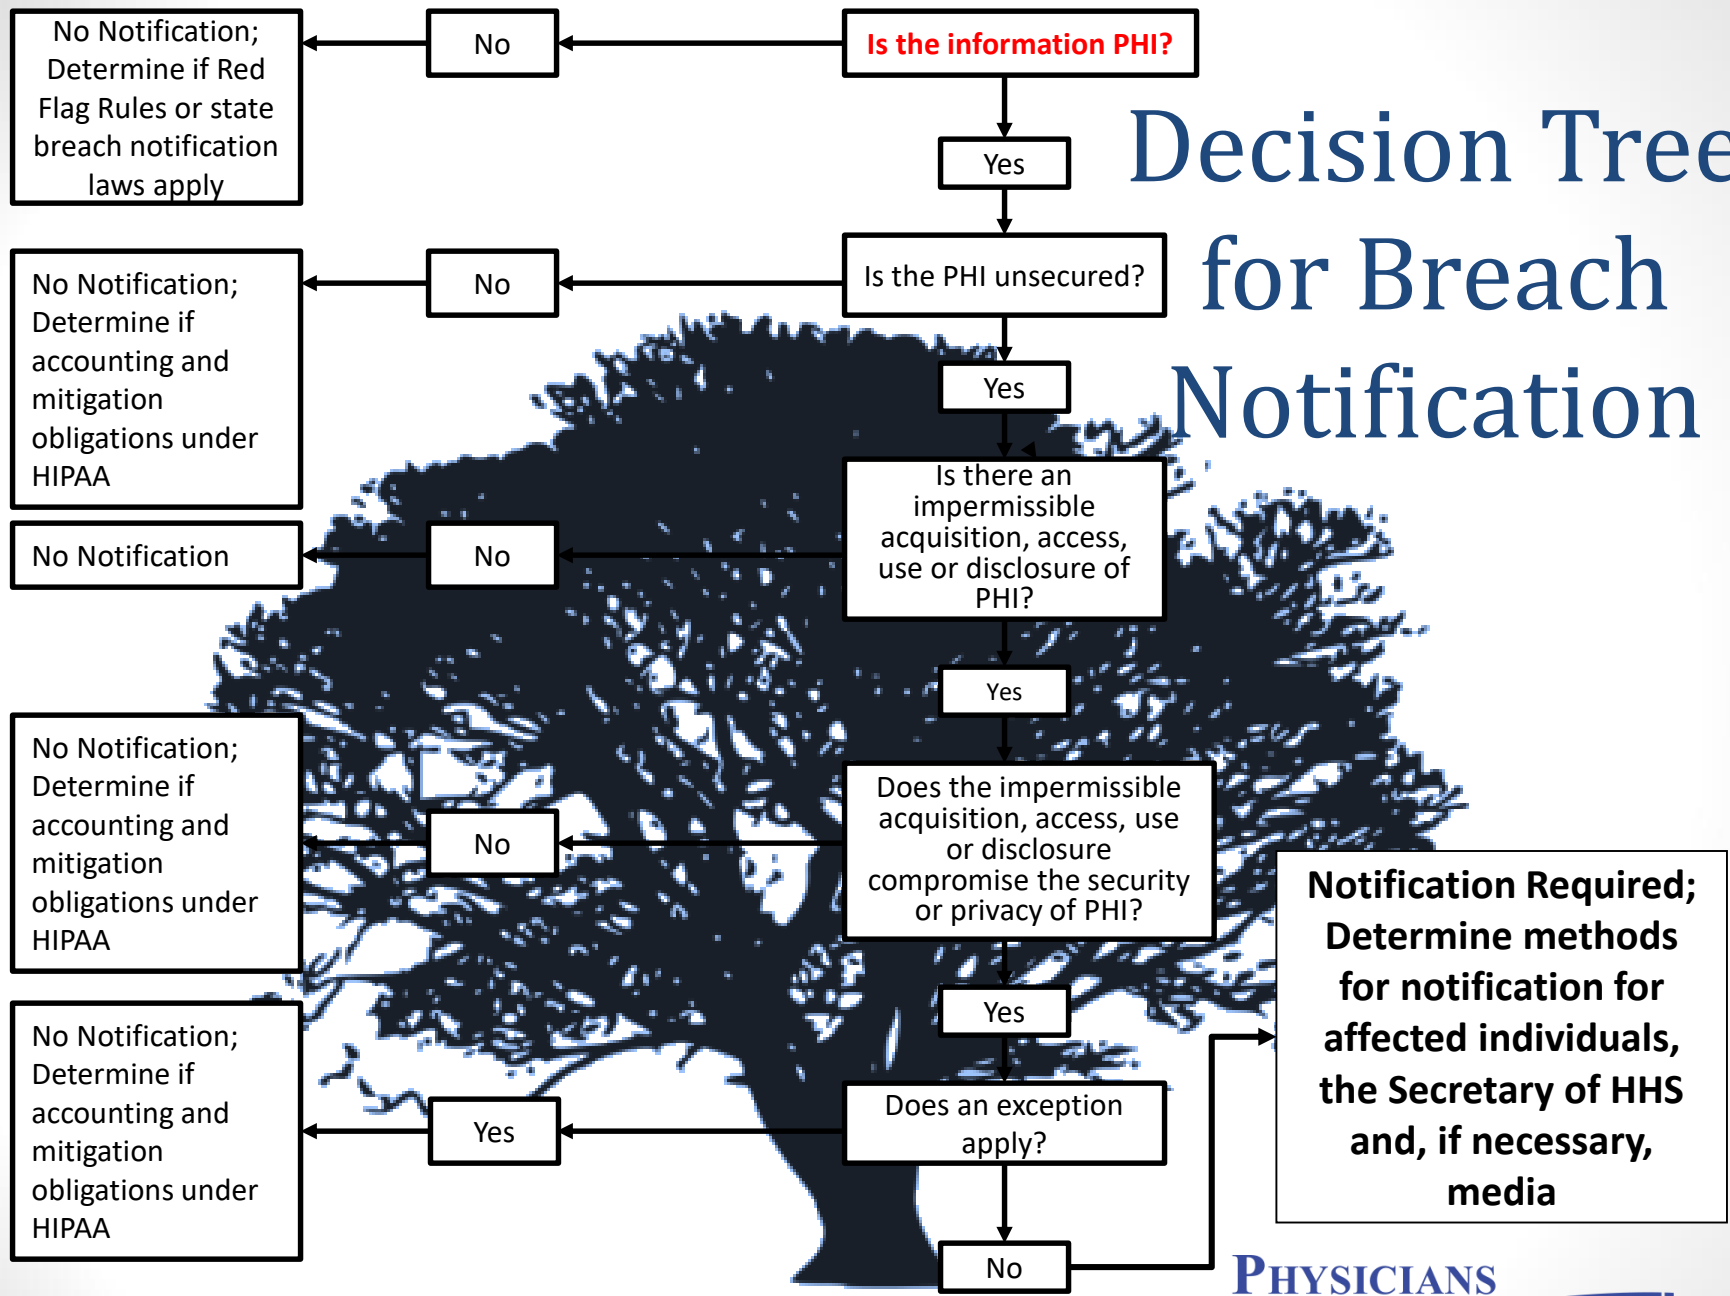 No Notification;
Determine if Red
Flag Rules or state
breach notification
laws apply
No
Is the information PHI?
Yes
Decision Tree
for Breach
Notification
No Notification;
Determine if
accounting and
mitigation
obligations under
HIPAA
No
Is the PHI unsecured?
Yes
No Notification
No
Is there an
impermissible
acquisition, access,
use or disclosure of
PHI?
Yes
No Notification;
Determine if
accounting and
mitigation
obligations under
HIPAA
No
Does the impermissible
acquisition, access, use
or disclosure
compromise the security
or privacy of PHI?
Yes
Notification Required;
Determine methods
for notification for
affected individuals,
the Secretary of HHS
and, if necessary,
media
No Notification;
Determine if
accounting and
mitigation
obligations under
HIPAA
Yes
Does an exception
apply?
No
PHYSICIANS